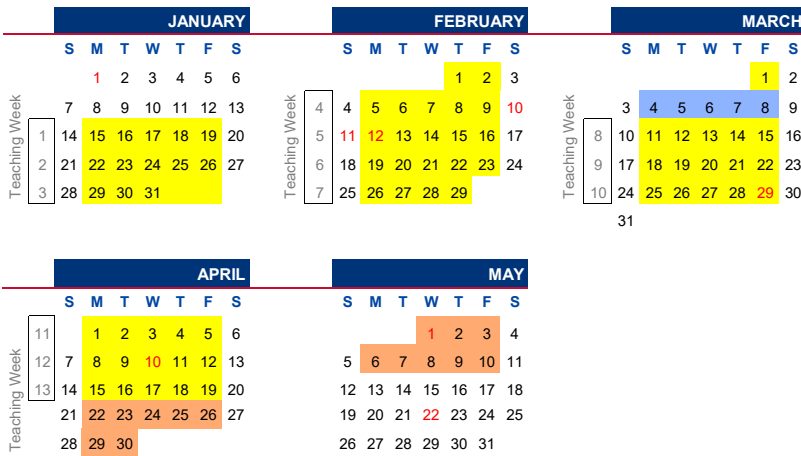 JANUARY
S M T W T F S
1 2 3 4 5 6
7 8 9 10 11 12 13
1 14 15 16 17 18 19 20
2 21 22 23 24 25 26 27
3 28 29 30 31
Teaching Week
FEBRUARY
S M T W T F S
1 2 3
4 4 5 6 7 8 9 10
5 11 12 13 14 15 16 17
6 18 19 20 21 22 23 24
7 25 26 27 28 29
Teaching Week
MARCH
S M T W T F S
1 2
3 4 5 6 7 8 9
8 10 11 12 13 14 15 16
9 17 18 19 20 21 22 23
10 24 25 26 27 28 29 30
31
Teaching Week
APRIL
S M T W T F S
11 1 2 3 4 5 6
12 7 8 9 10 11 12 13
13 14 15 16 17 18 19 20
21 22 23 24 25 26 27
28 29 30
Teaching Week
MAY
S M T W T F S
1 2 3 4
5 6 7 8 9 10 11
12 13 14 15 16 17 18
19 20 21 22 23 24 25
26 27 28 29 30 31